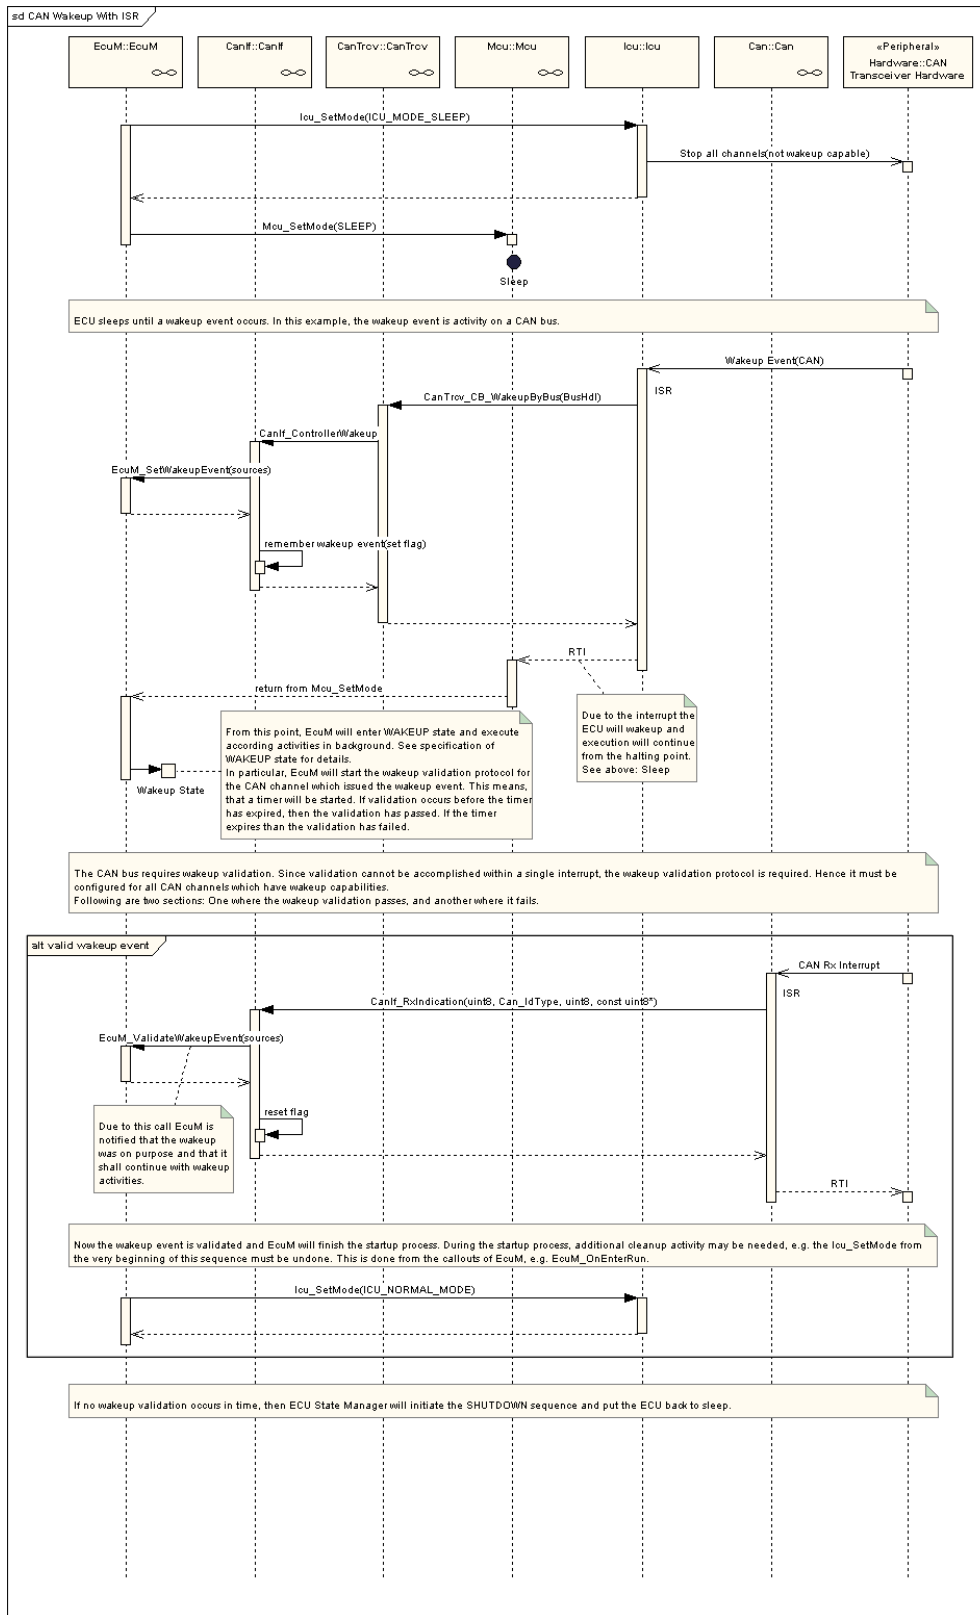 sd CAN Wakeup With ISR
EcuM::EcuM
CanIf::CanIf
CanTrcv::CanTrcv
Mcu::Mcu
Icu::Icu
Can::Can
«Peripheral»
Hardware::CAN
Transceiver Hardware
Icu_SetMode(ICU_MODE_SLEEP)
Stop all channels(not wakeup capable)
Mcu_SetMode(SLEEP)
Sleep
ECU sleeps until a wakeup event occurs. In this example, the wakeup event is activity on a CAN bus.
Wakeup Event(CAN)
ISR
CanTrcv_CB_WakeupByBus(BusHdl)
CanIf_ControllerWakeup
EcuM_SetWakeupEvent(sources)
remember wakeup event(set flag)
RTI
return from Mcu_SetMode
Due to the interrupt the
ECU will wakeup and
execution will continue
from the halting point.
See above: Sleep
From this point, EcuM will enter WAKEUP state and execute
according activities in background. See specification of
WAKEUP state for details.
In particular, EcuM will start the wakeup validation protocol for
the CAN channel which issued the wakeup event. This means,
that a timer will be started. If validation occurs before the timer
has expired, then the validation has passed. If the timer
expires than the validation has failed.
Wakeup State
The CAN bus requires wakeup validation. Since validation cannot be accomplished within a single interrupt, the wakeup validation protocol is required. Hence it must be
configured for all CAN channels which have wakeup capabilities.
Following are two sections: One where the wakeup validation passes, and another where it fails.
alt valid wakeup event
CAN Rx Interrupt
ISR
CanIf_RxIndication(uint8, Can_IdType, uint8, const uint8*)
EcuM_ValidateWakeupEvent(sources)
reset flag
Due to this call EcuM is
notified that the wakeup
was on purpose and that it
shall continue with wakeup
activities.
RTI
Now the wakeup event is validated and EcuM will finish the startup process. During the startup process, additional cleanup activity may be needed, e.g. the Icu_SetMode from
the very beginning of this sequence must be undone. This is done from the callouts of EcuM, e.g. EcuM_OnEnterRun.
Icu_SetMode(ICU_NORMAL_MODE)
If no wakeup validation occurs in time, then ECU State Manager will initiate the SHUTDOWN sequence and put the ECU back to sleep.